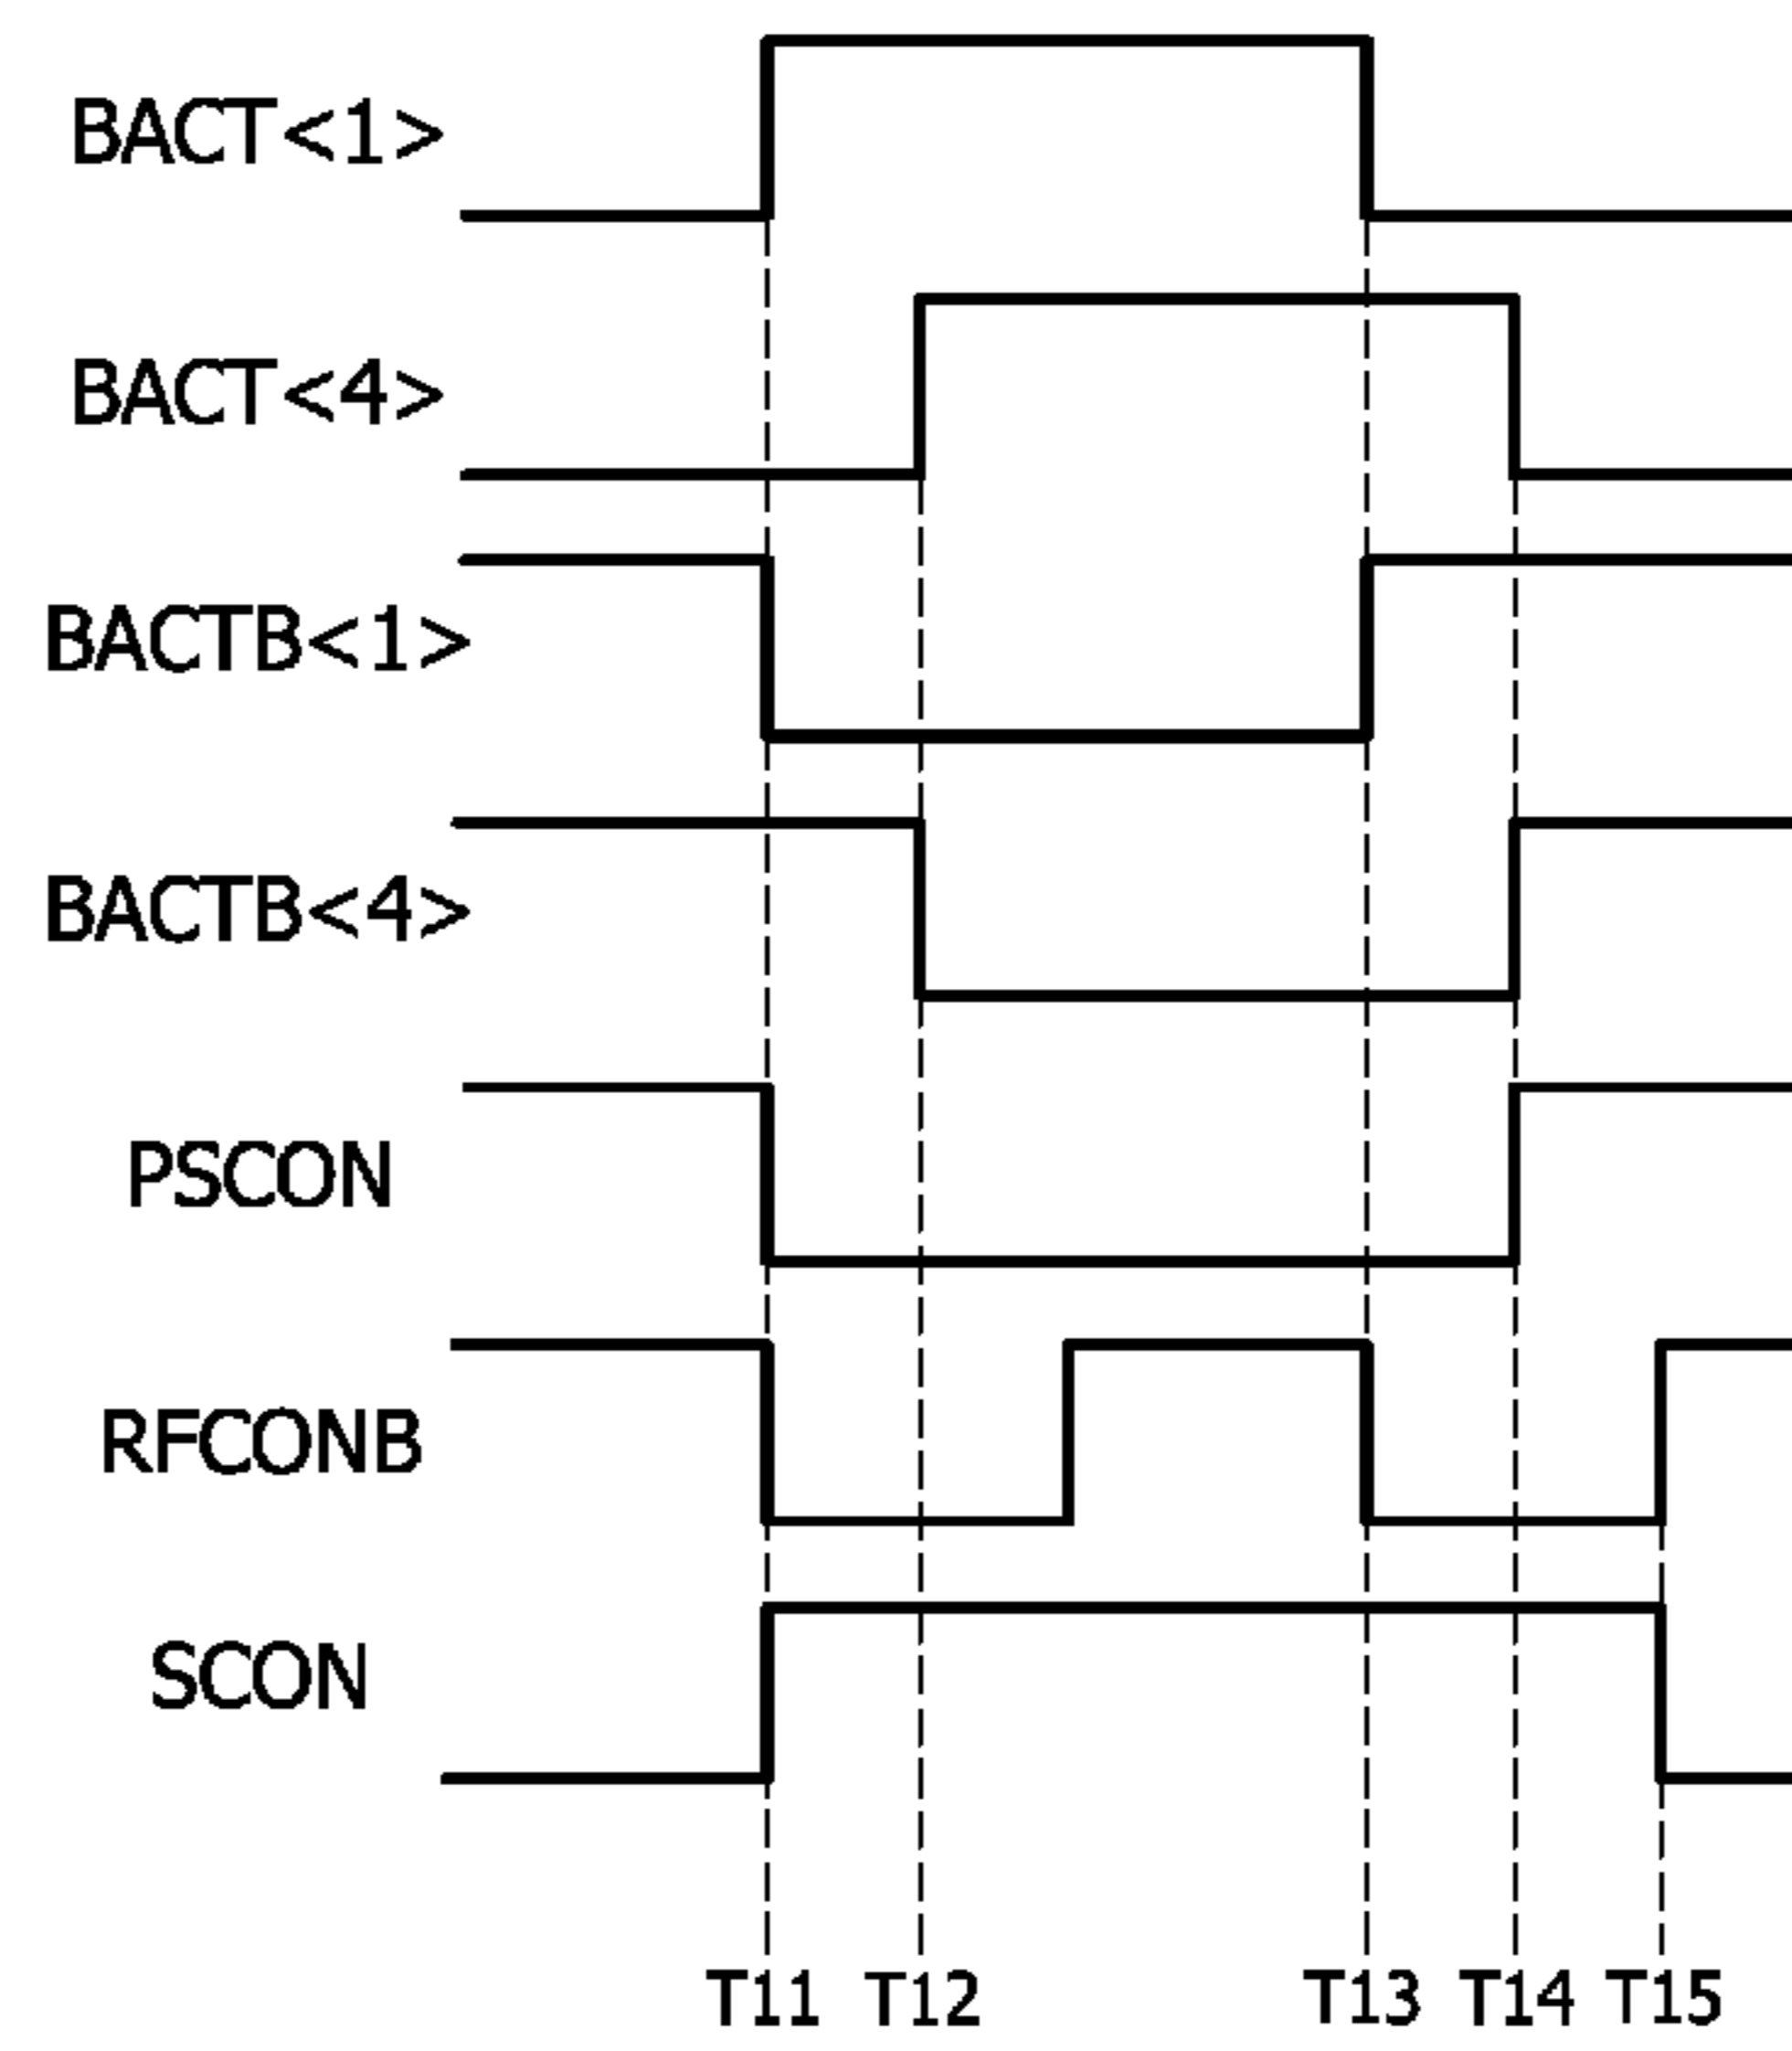 BACT<1>
BACT<4>
BACTB<1>
BACTB<4>
PSCON
RFCONB
SCON
T11 T12 T13 T14 T15